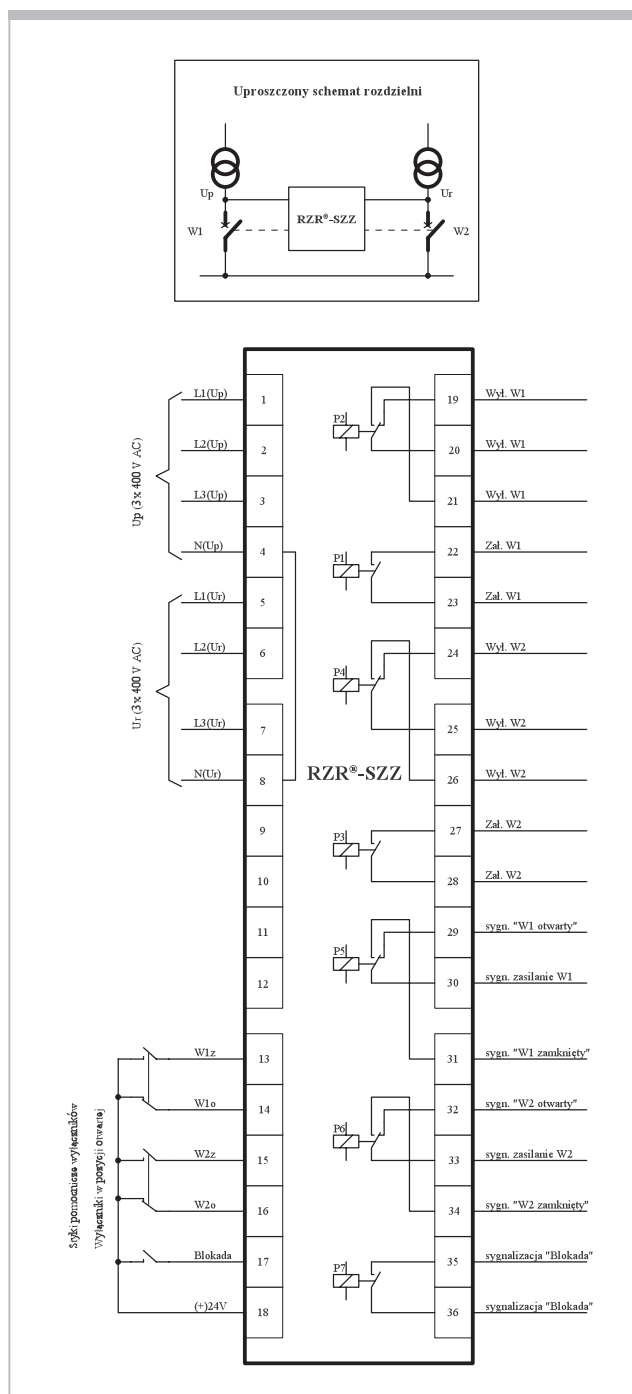 Uproszczony schemat rozdzielni
Up
Ur
RZR®-SZZ
W1
W2
Up (3 x 400 V AC)
L1(Up)
1
L2(Up)
2
L3(Up)
3
N(Up)
4
Ur (3 x 400 V AC)
L1(Ur)
5
L2(Ur)
6
L3(Ur)
7
N(Ur)
8
9
10
11
12
Styki pomocnicze wyłączników
Wyłączniki w pozycji otwartej
W1z
13
W1o
14
W2z
15
W2o
16
Blokada
17
(+)24V
18
RZR®-SZZ
P2
P1
P4
P3
P5
P6
P7
19
Wył. W1
20
Wył. W1
21
Wył. W1
22
Zał. W1
23
Zał. W1
24
Wył. W2
25
Wył. W2
26
Wył. W2
27
Zał. W2
28
Zał. W2
29
sygn. "W1 otwarty"
30
sygn. zasilanie W1
31
sygn. "W1 zamknięty"
32
sygn. "W2 otwarty"
33
sygn. zasilanie W2
34
sygn. "W2 zamknięty"
35
sygnalizacja "Blokada"
36
sygnalizacja "Blokada"